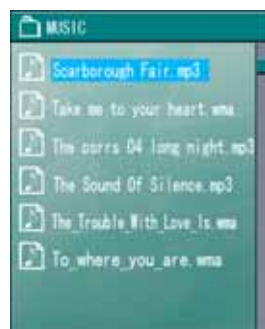 MUSIC
Scarborough Fair.mp3
Take me to your heart.wma
The corrs 04 long night.mp3
The Sound Of Silence.mp3
The_Trouble_With_Love_Is.wma
To_where_you_are.wma